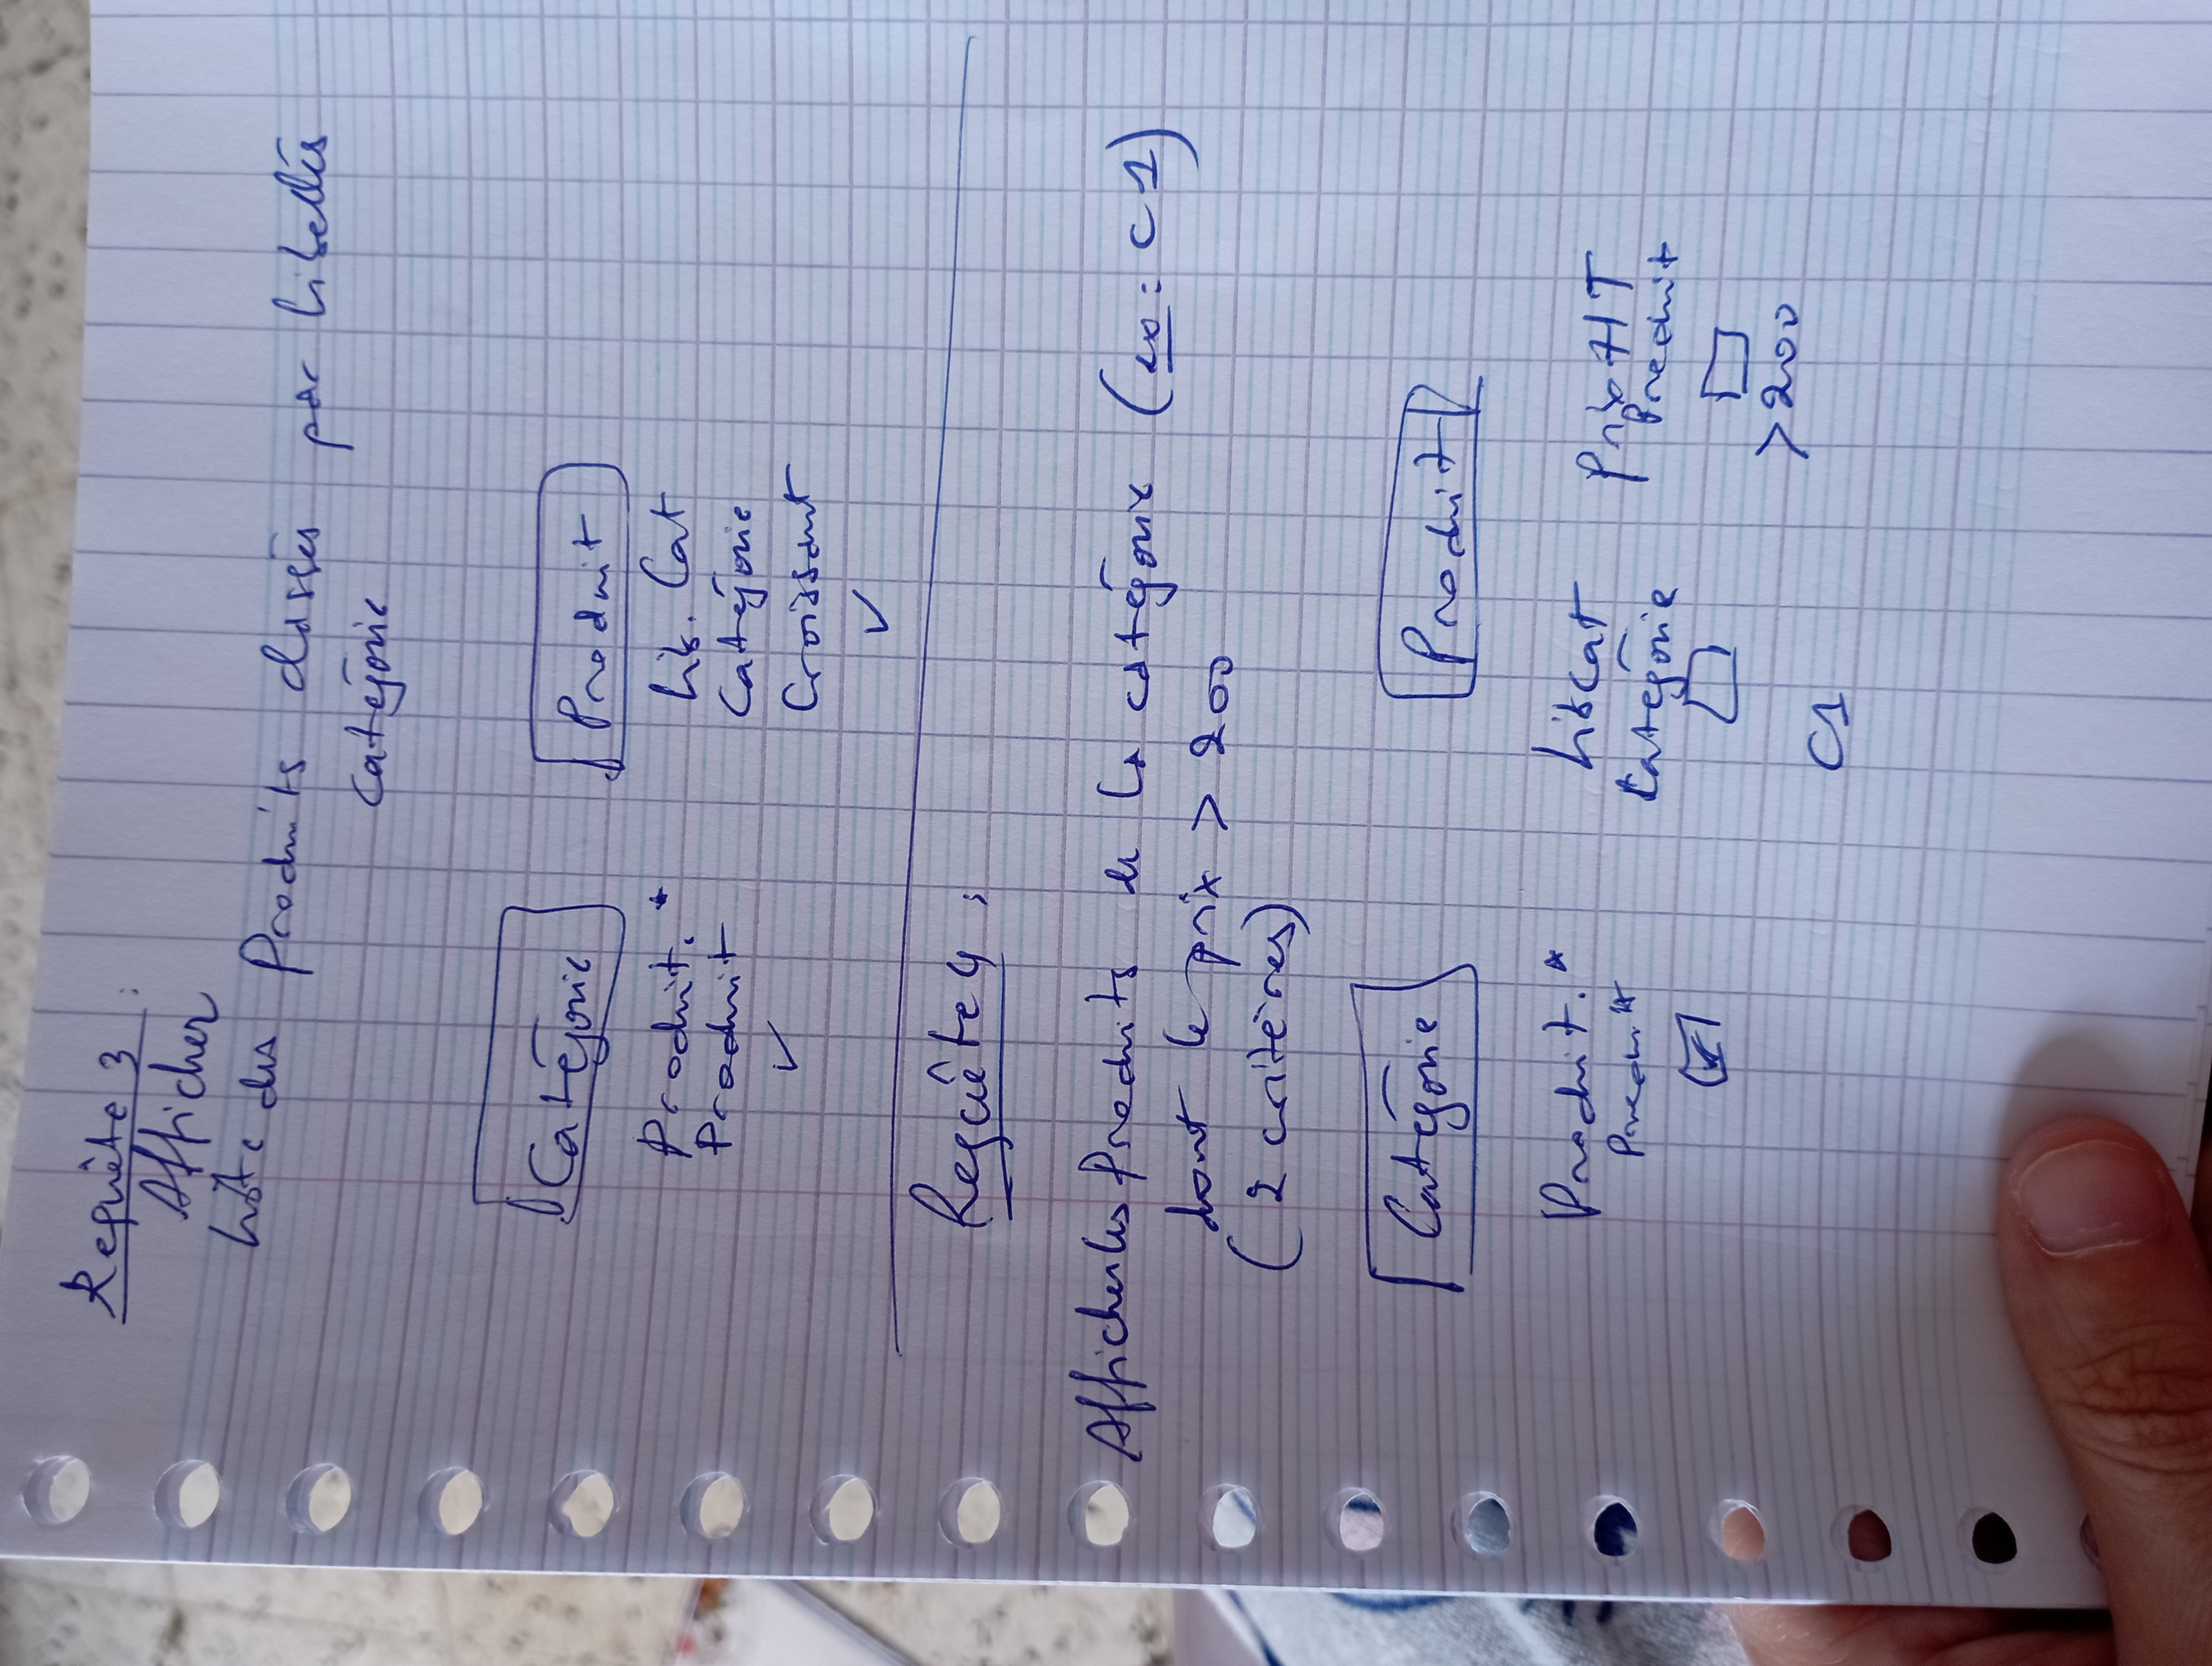 Requête 3 :
Afficher
liste des Produits classés par libellés
Catégorie
Catégorie
Produit
Produit.*
Produit
✓
Lib. Cat
Catégorie
Croissant
✓
Requête 4 :
Afficher les Produits de la catégorie (ex : C1)
dont le prix > 200
(2 critères)
Catégorie
Produit
Produit.*
Produit
LibCat
Catégorie
C1
Prix HT
Produit
>200